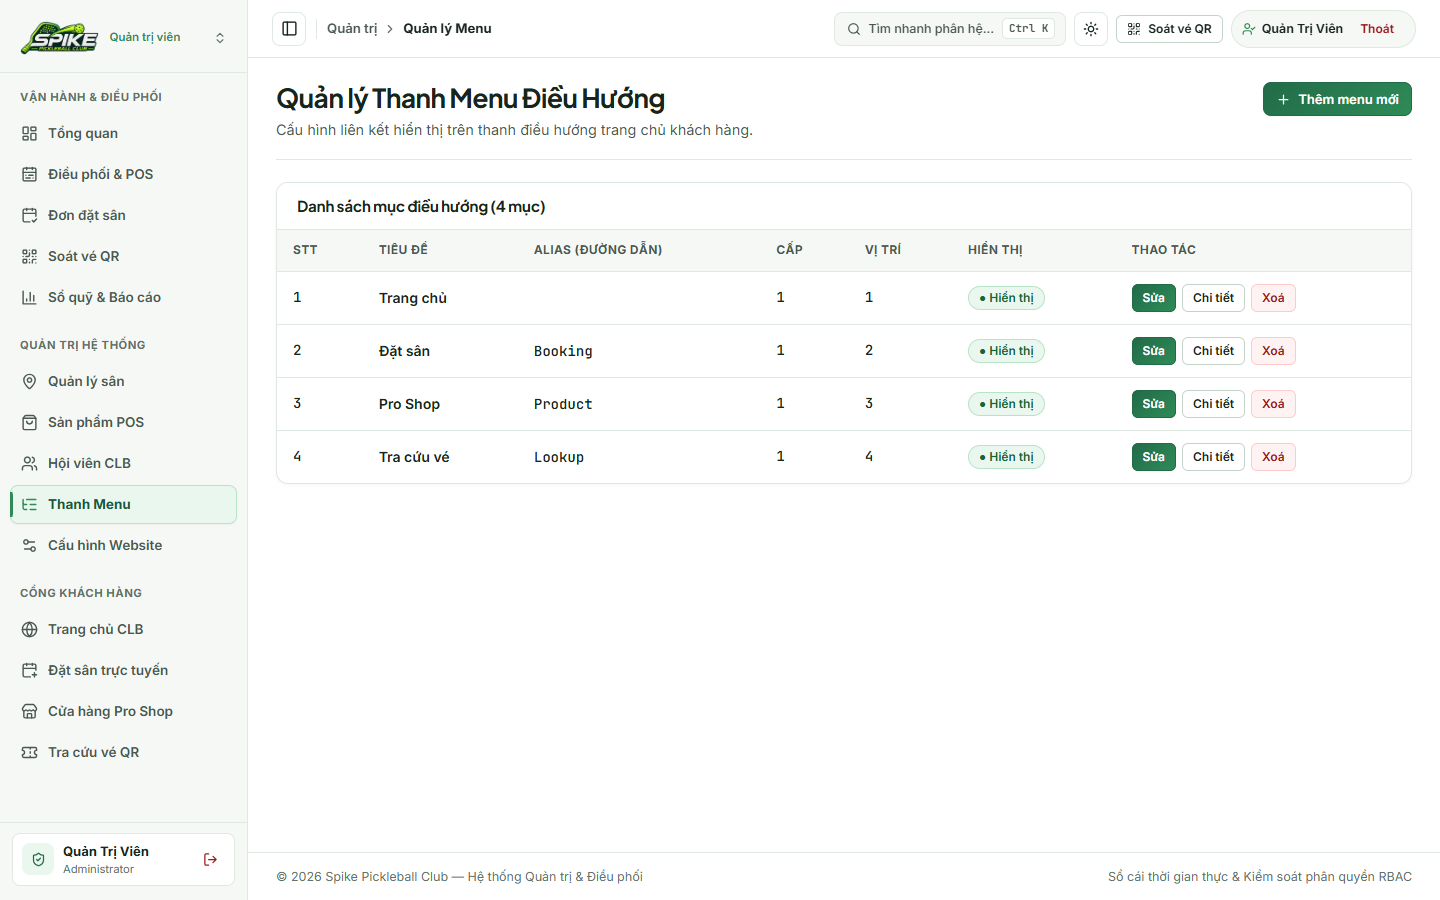 SPIKE
PICKLEBALL CLUB
Quản trị viên
VẬN HÀNH & ĐIỀU PHỐI
Tổng quan
Điều phối & POS
Đơn đặt sân
Soát vé QR
Sổ quỹ & Báo cáo
QUẢN TRỊ HỆ THỐNG
Quản lý sân
Sản phẩm POS
Hội viên CLB
Thanh Menu
Cấu hình Website
CỔNG KHÁCH HÀNG
Trang chủ CLB
Đặt sân trực tuyến
Cửa hàng Pro Shop
Tra cứu vé QR
Quản Trị Viên
Administrator
Quản trị > Quản lý Menu
Tìm nhanh phân hệ... Ctrl K
Soát vé QR
Quản Trị Viên Thoát
Quản lý Thanh Menu Điều Hướng
Cấu hình liên kết hiển thị trên thanh điều hướng trang chủ khách hàng.
+ Thêm menu mới
Danh sách mục điều hướng (4 mục)
STT TIÊU ĐỀ ALIAS (ĐƯỜNG DẪN) CẤP VỊ TRÍ HIỂN THỊ THAO TÁC
1 Trang chủ 1 1 • Hiển thị Sửa Chi tiết Xoá
2 Đặt sân Booking 1 2 • Hiển thị Sửa Chi tiết Xoá
3 Pro Shop Product 1 3 • Hiển thị Sửa Chi tiết Xoá
4 Tra cứu vé Lookup 1 4 • Hiển thị Sửa Chi tiết Xoá
© 2026 Spike Pickleball Club — Hệ thống Quản trị & Điều phối
Sổ cái thời gian thực & Kiểm soát phân quyền RBAC